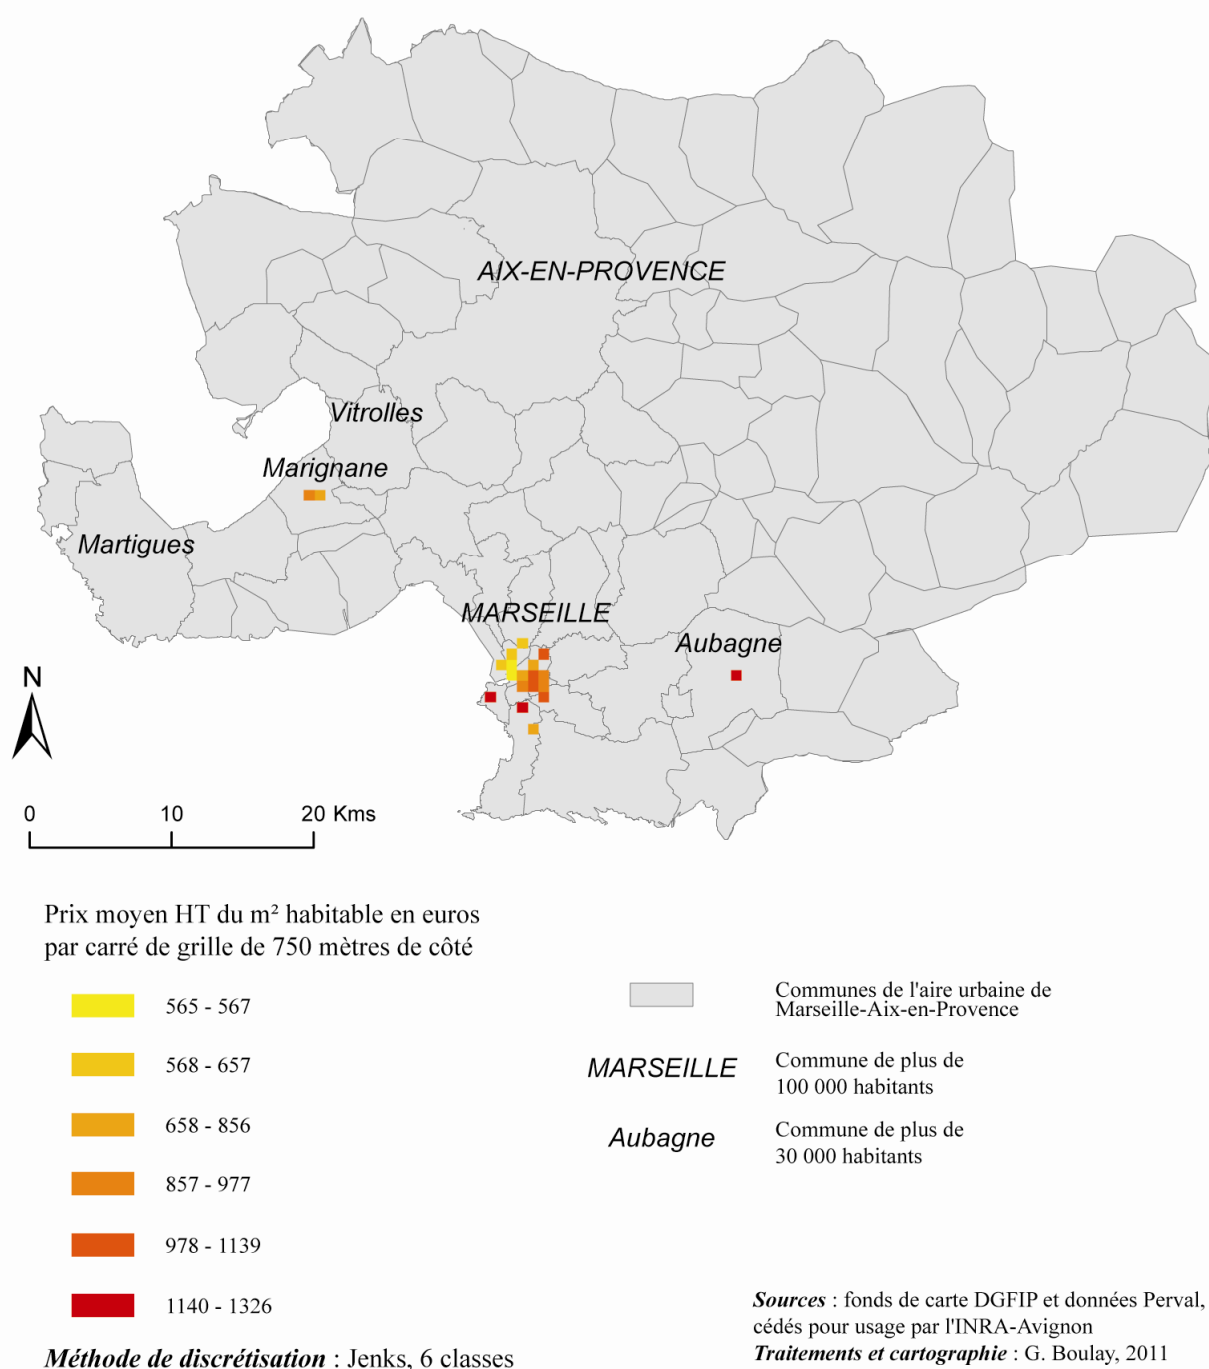 AIX-EN-PROVENCE
Vitrolles
Marignane
Martigues
MARSEILLE
Aubagne
N
0 10 20 Kms
Prix moyen HT du m² habitable en euros
par carré de grille de 750 mètres de côté
565 - 567
568 - 657
658 - 856
857 - 977
978 - 1139
1140 - 1326
Méthode de discrétisation : Jenks, 6 classes
Communes de l'aire urbaine de
Marseille-Aix-en-Provence
MARSEILLE
Commune de plus de
100 000 habitants
Aubagne
Commune de plus de
30 000 habitants
Sources : fonds de carte DGFIP et données Perval,
cédés pour usage par l'INRA-Avignon
Traitements et cartographie : G. Boulay, 2011